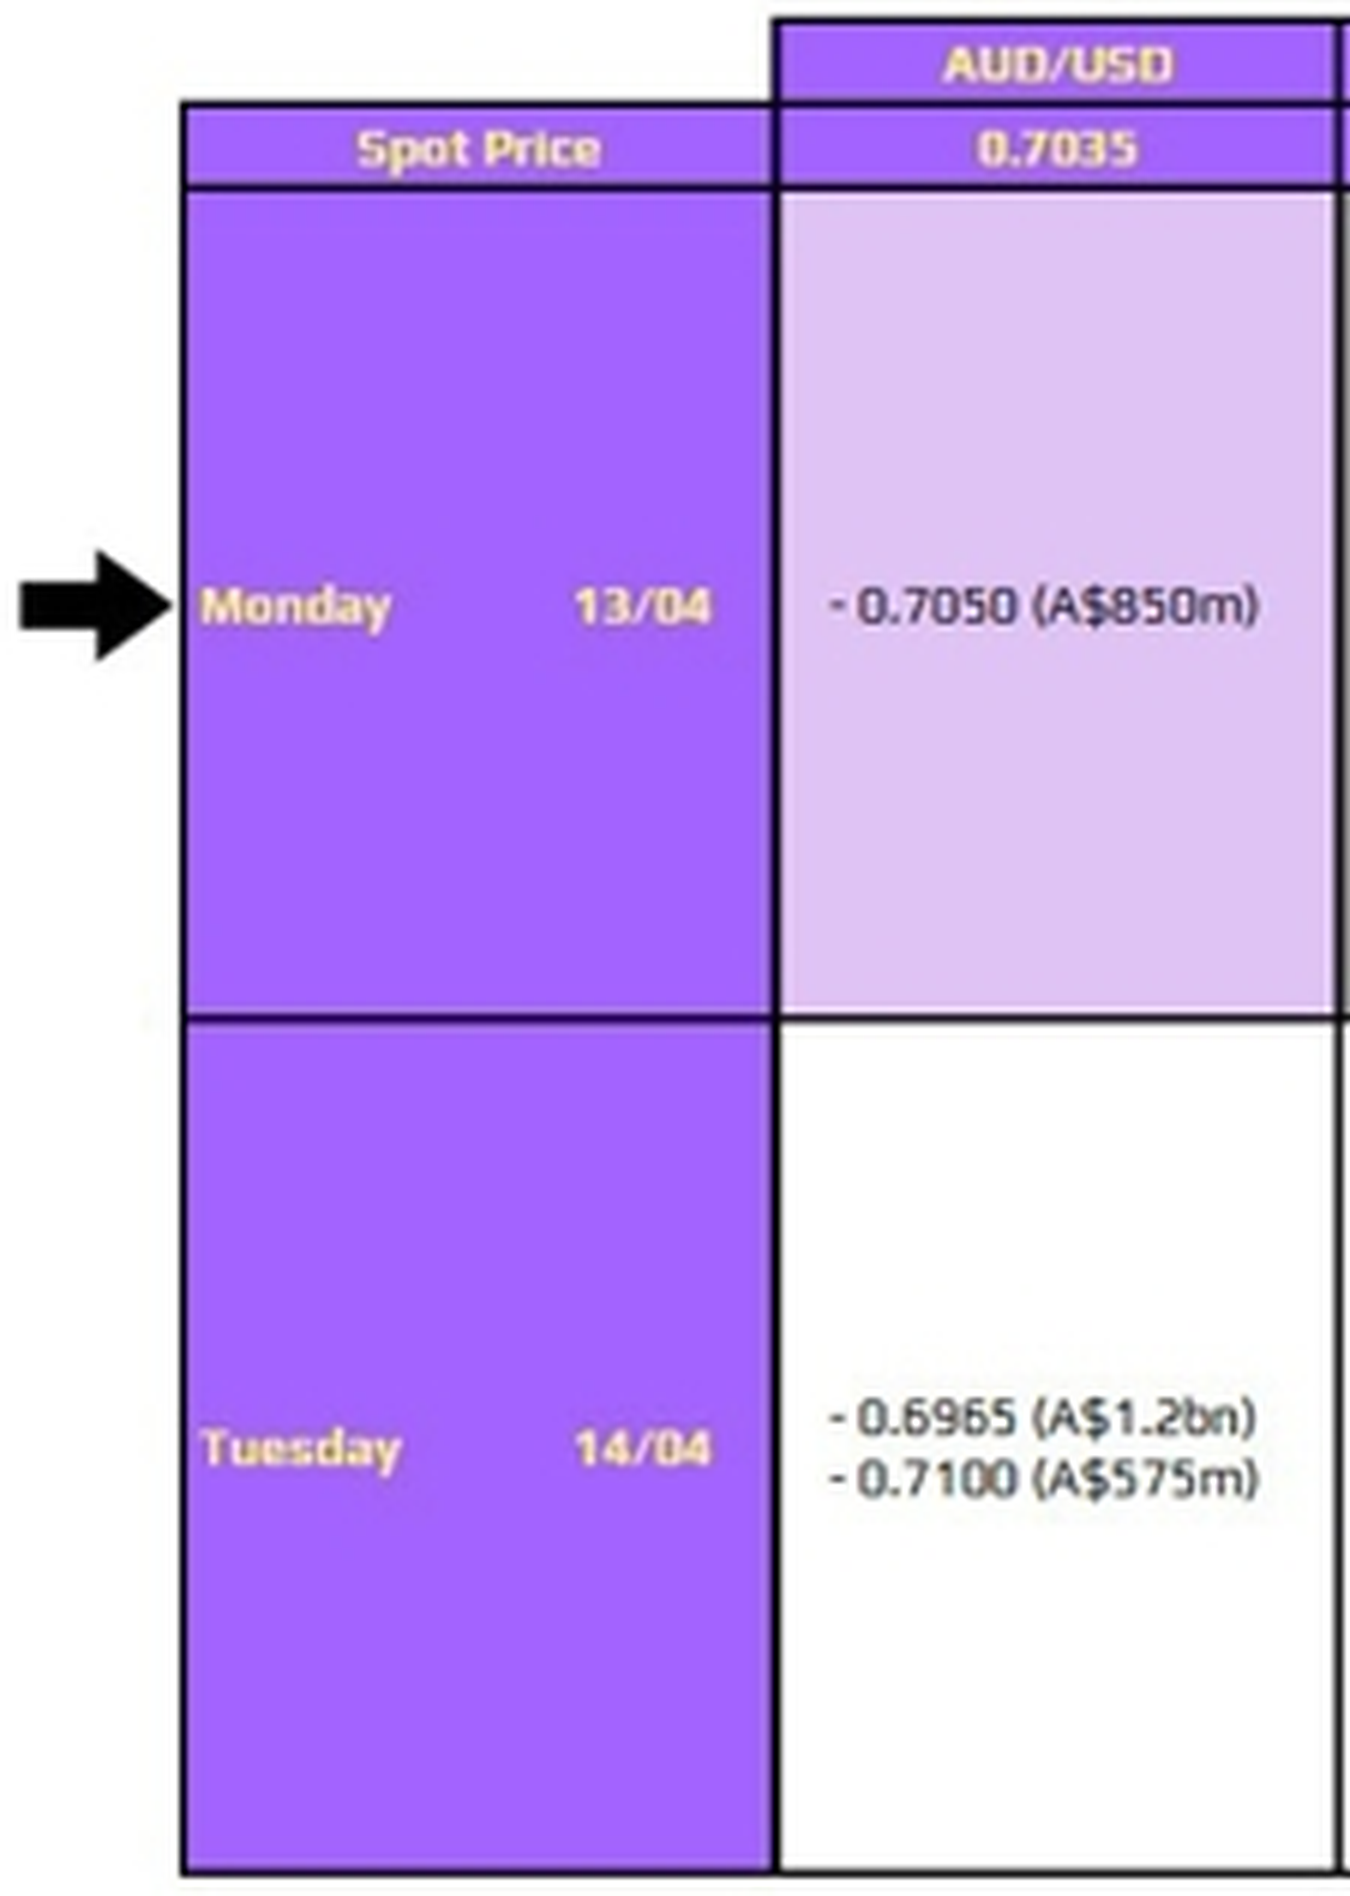 AUD/USD
Spot Price 0.7035
Monday 13/04 - 0.7050 (A$850m)
- 0.6965 (A$1.2bn)
Tuesday 14/04
- 0.7100 (A$575m)